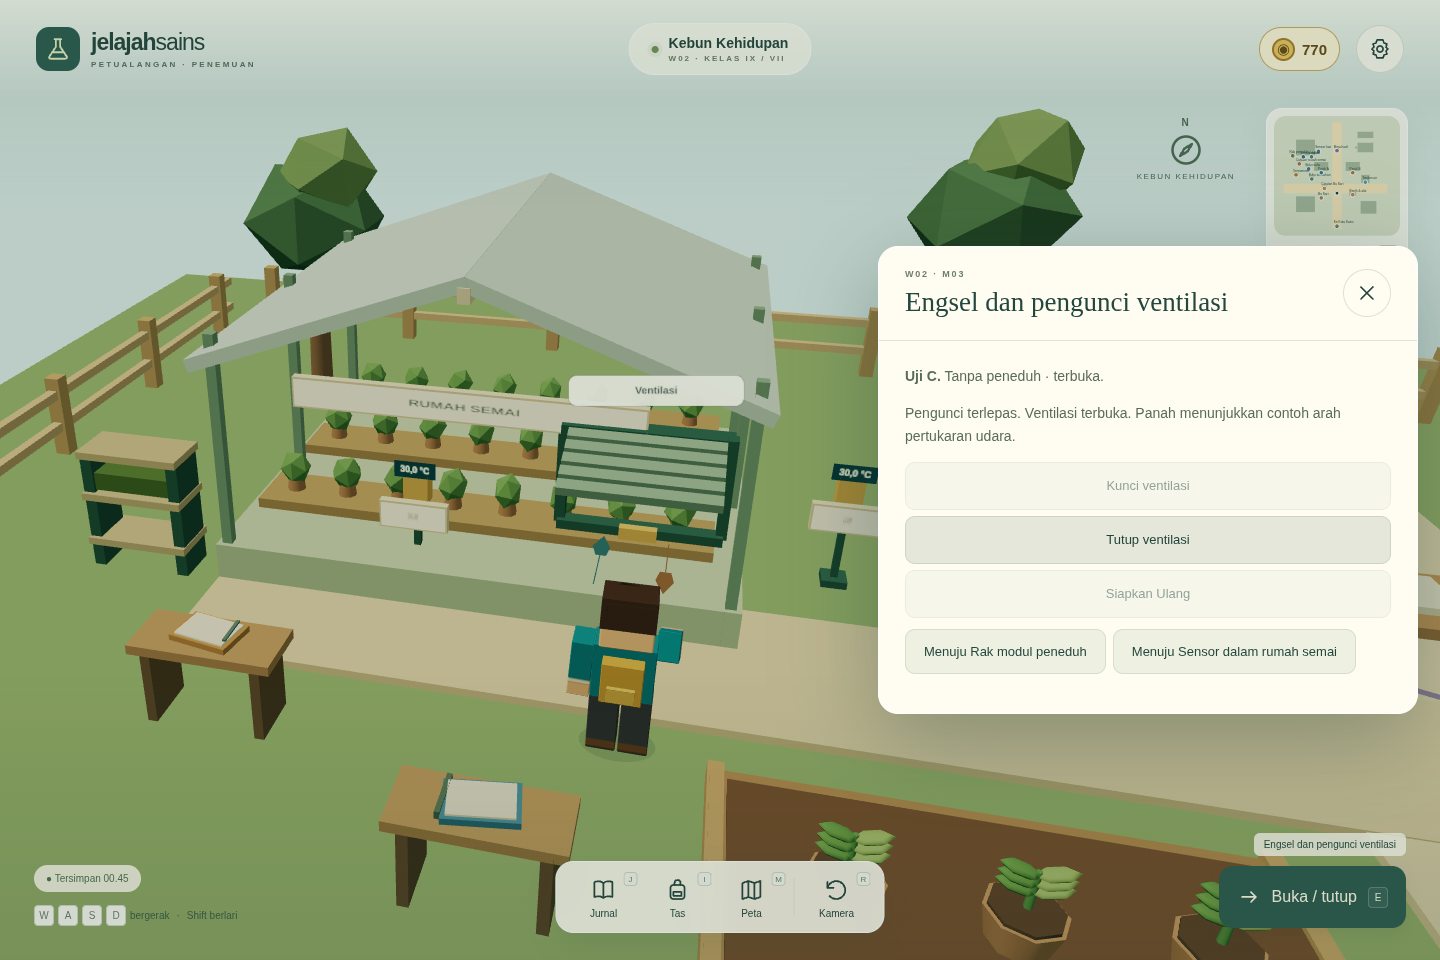 jelajahsains
PETUALANGAN · PENEMUAN
Kebun Kehidupan
W02 · KELAS IX / VII
770
N
KEBUN KEHIDUPAN
W02 · M03
Engsel dan pengunci ventilasi
Uji C. Tanpa peneduh · terbuka.
Pengunci terlepas. Ventilasi terbuka. Panah menunjukkan contoh arah
pertukaran udara.
Kunci ventilasi
Tutup ventilasi
Siapkan Ulang
Menuju Rak modul peneduh
Menuju Sensor dalam rumah semai
Ventilasi
RUMAH SEMAI
30,0 °C
30,0 °C
Engsel dan pengunci ventilasi
Buka / tutup E
● Tersimpan 00.45
W A S D bergerak · Shift berlari
J I M R
Jurnal Tas Peta Kamera